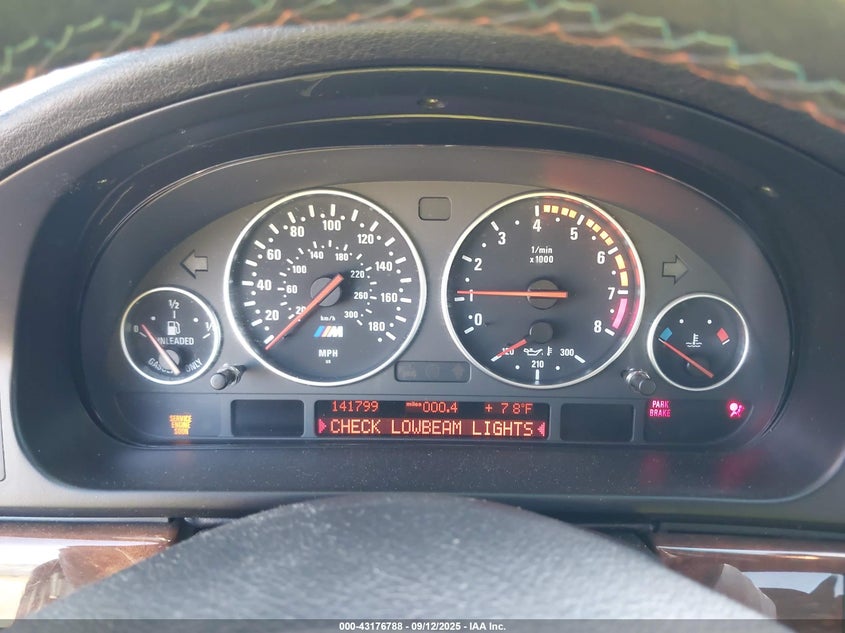 80 100 120
60 140
40 160
20 180
140 180
100 220
60 260
20 km/h 300
M
MPH
us
4 5
3 6
2 7
1 8
0
1/min
x1000
120 210 300
0 1/2
UNLEADED
GASOLINE ONLY
141799 miles 000.4 + 78°F
CHECK LOWBEAM LIGHTS
SERVICE
ENGINE
SOON
PARK
BRAKE
000-43176788 - 09/12/2025 - IAA Inc.